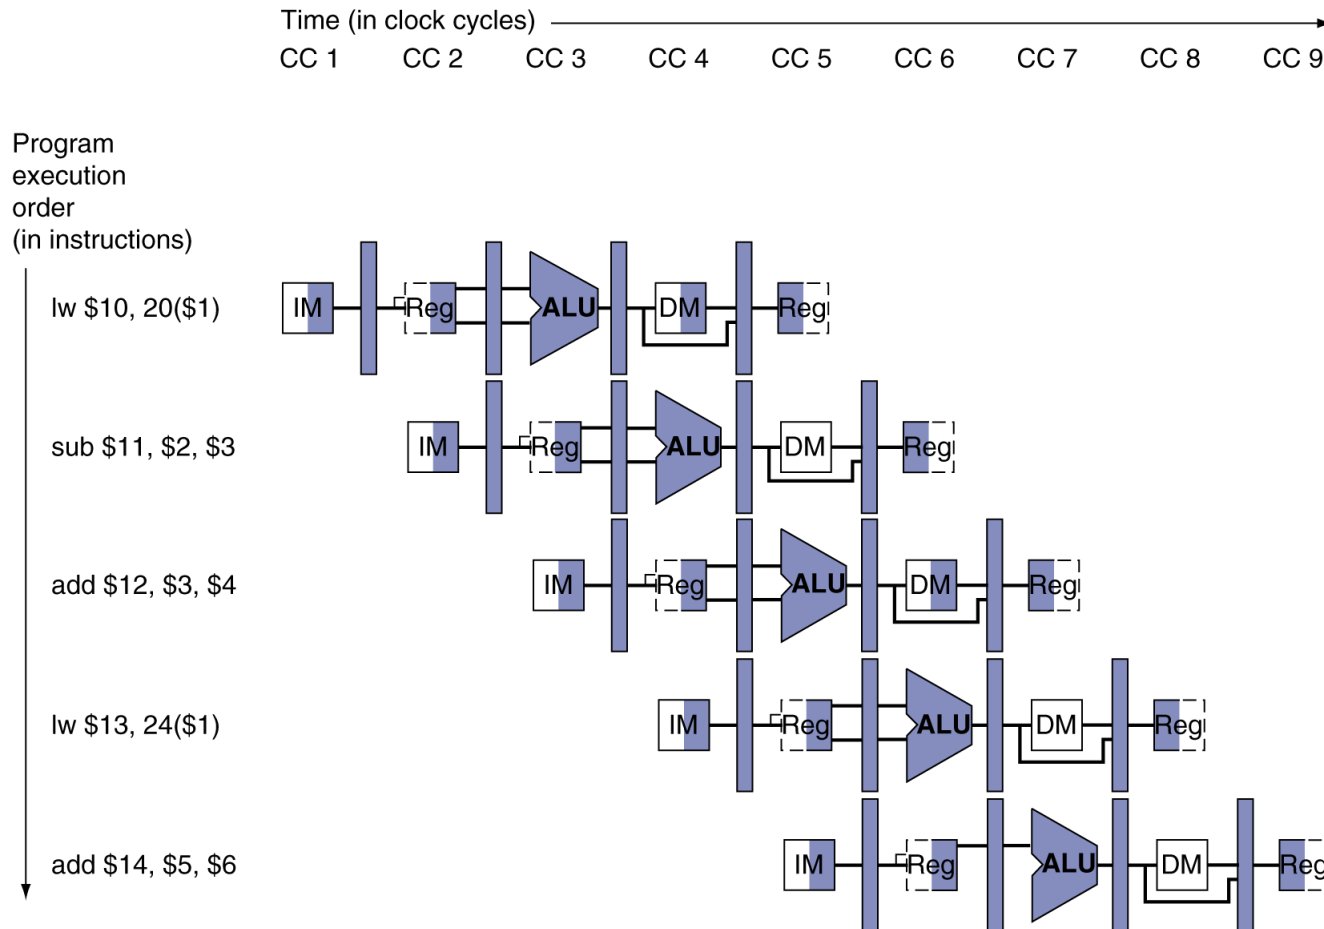 Time (in clock cycles)
CC 1 CC 2 CC 3 CC 4 CC 5 CC 6 CC 7 CC 8 CC 9
Program
execution
order
(in instructions)
lw $10, 20($1) IM Reg ALU DM Reg
sub $11, $2, $3 IM Reg ALU DM Reg
add $12, $3, $4 IM Reg ALU DM Reg
lw $13, 24($1) IM Reg ALU DM Reg
add $14, $5, $6 IM Reg ALU DM Reg